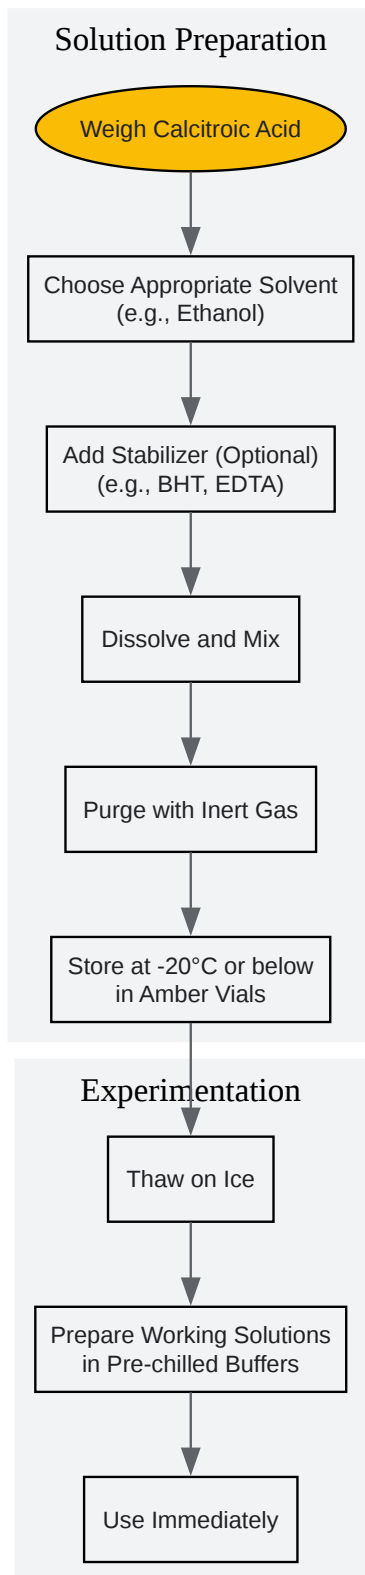 Solution Preparation
Weigh Calcitroic Acid
Choose Appropriate Solvent
(e.g., Ethanol)
Add Stabilizer (Optional)
(e.g., BHT, EDTA)
Dissolve and Mix
Purge with Inert Gas
Store at -20°C or below
in Amber Vials
Experimentation
Thaw on Ice
Prepare Working Solutions
in Pre-chilled Buffers
Use Immediately